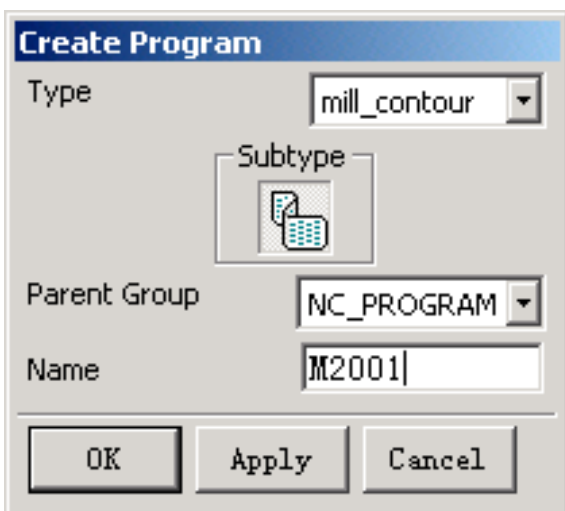 Create Program
Type mill_contour
Subtype
Parent Group NC_PROGRAM
Name M2001
OK Apply Cancel